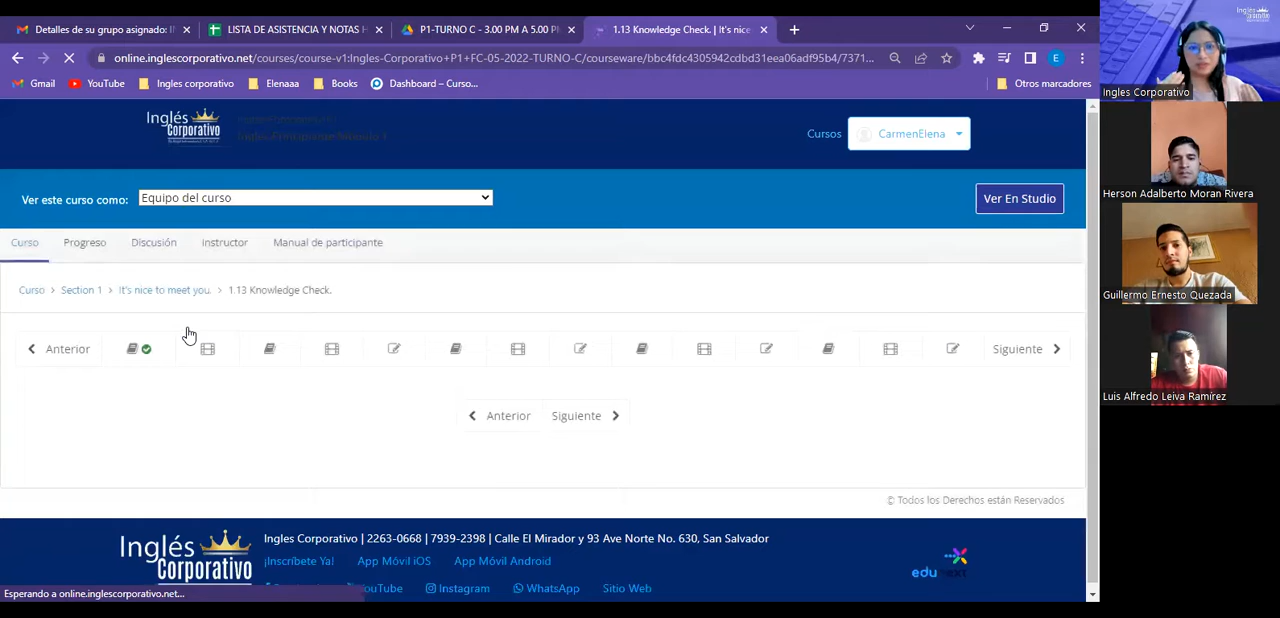 Detalles de su grupo asignado: I
LISTA DE ASISTENCIA Y NOTAS
P1-TURNO C - 3.00 PM A 5.00 P
1.13 Knowledge Check. | It's nice
online.inglescorporativo.net/courses/course-v1:Ingles-Corporativo+P1+FC-05-2022-TURNO-C/courseware/bbc4fdc4305942cdbd31eea06adf95b4/7371...
E
Gmail
YouTube
Ingles corporativo
Elenaaa
Books
Dashboard – Curso...
Otros marcadores
Inglés
Corporativo
Cursos
CarmenElena
Ver este curso como:
Equipo del curso
Ver En Studio
Curso
Progreso
Discusión
Instructor
Manual de participante
Curso > Section 1 > It's nice to meet you. > 1.13 Knowledge Check.
Anterior
Siguiente
Anterior
Siguiente
© Todos los Derechos están Reservados
Inglés
Corporativo
Ingles Corporativo | 2263-0668 | 7939-2398 | Calle El Mirador y 93 Ave Norte No. 630, San Salvador
¡Inscríbete Ya!
App Móvil iOS
App Móvil Android
YouTube
Instagram
WhatsApp
Sitio Web
edu NEXT
Esperando a online.inglescorporativo.net...
Inglés
Corporativo
Ingles Corporativo
Herson Adalberto Moran Rivera
Guillermo Ernesto Quezada
Luis Alfredo Leiva Ramírez